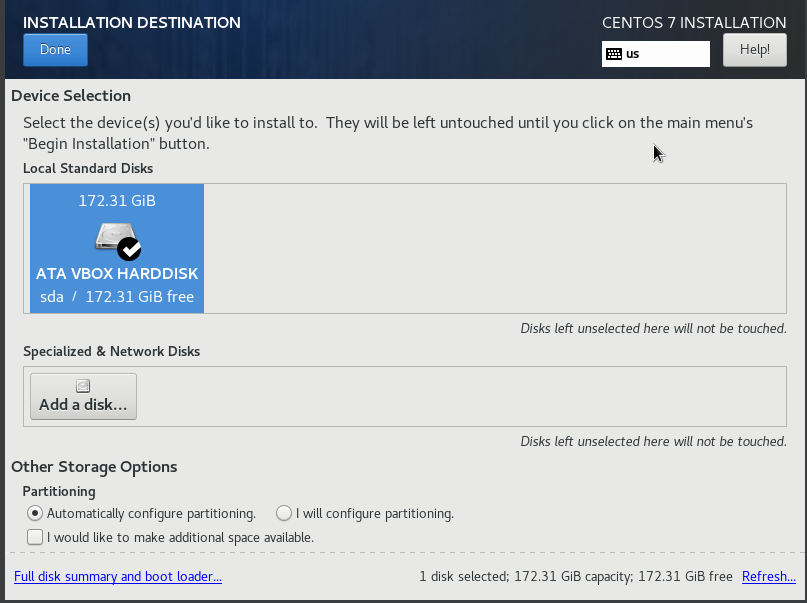 INSTALLATION DESTINATION
CENTOS 7 INSTALLATION
Done
us
Help!
Device Selection
Select the device(s) you'd like to install to.  They will be left untouched until you click on the main menu's
"Begin Installation" button.
Local Standard Disks
172.31 GiB
ATA VBOX HARDDISK
sda / 172.31 GiB free
Disks left unselected here will not be touched.
Specialized & Network Disks
Add a disk...
Disks left unselected here will not be touched.
Other Storage Options
Partitioning
Automatically configure partitioning.
I will configure partitioning.
I would like to make additional space available.
Full disk summary and boot loader...
1 disk selected; 172.31 GiB capacity; 172.31 GiB free
Refresh...